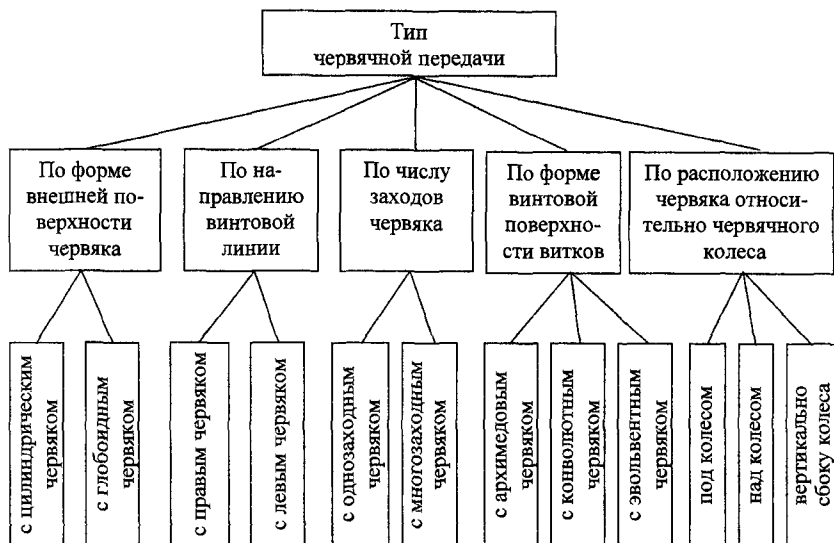 Тип
червячной передачи
По форме
внешней по-
верхности
червяка
По на-
правлению
винтовой
линии
По числу
заходов
червяка
По форме
винтовой
поверхно-
сти витков
По расположению
червяка относи-
тельно червячного
колеса
с цилиндрическим
червяком
с глобоидным
червяком
с правым червяком
с левым червяком
с однозаходным
червяком
с многозаходным
червяком
с архимедовым
червяком
с конволютным
червяком
с эвольвентным
червяком
под колесом
над колесом
вертикально
сбоку колеса